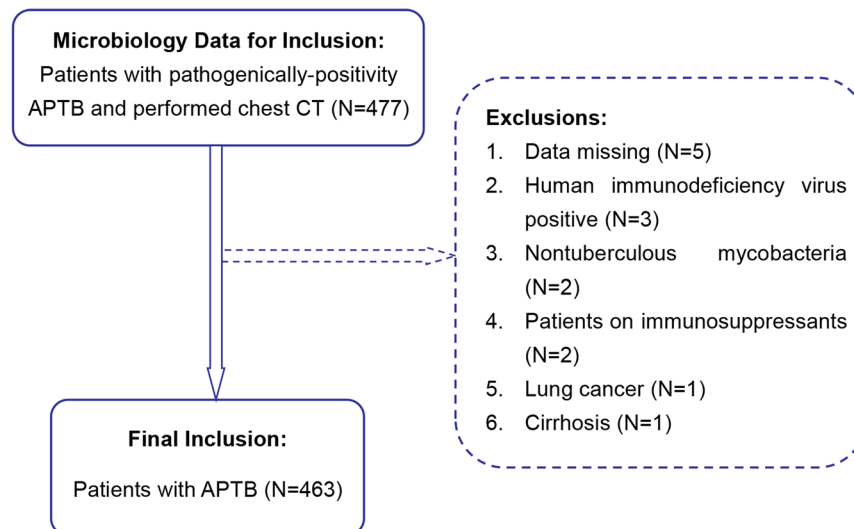 Microbiology Data for Inclusion:
Patients with pathogenically-positivity
APTB and performed chest CT (N=477)
Exclusions:
1. Data missing (N=5)
2. Human immunodeficiency virus
positive (N=3)
3. Nontuberculous mycobacteria
(N=2)
4. Patients on immunosuppressants
(N=2)
5. Lung cancer (N=1)
6. Cirrhosis (N=1)
Final Inclusion:
Patients with APTB (N=463)